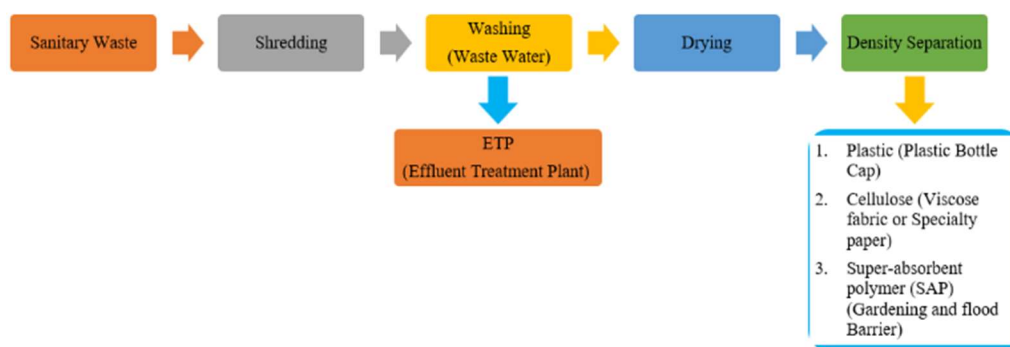 Sanitary Waste
Shredding
Washing
(Waste Water)
Drying
Density Separation
ETP
(Effluent Treatment Plant)
1. Plastic (Plastic Bottle
Cap)
2. Cellulose (Viscose
fabric or Specialty
paper)
3. Super-absorbent
polymer (SAP)
(Gardening and flood
Barrier)